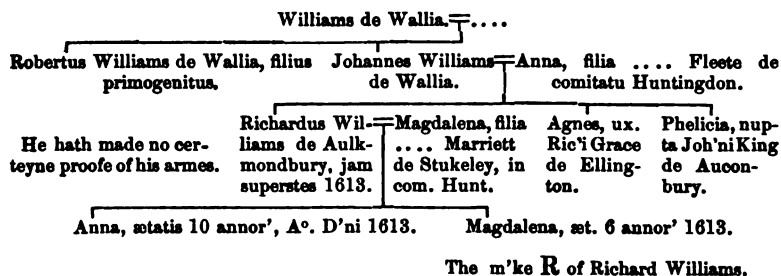 Williams de Wallia.=....
Robertus Williams de Wallia, filius primogenitus.
Johannes Williams=Anna, filia .... Fleete de
de Wallia. comitatu Huntingdon.
He hath made no cer-
teyne proofe of his armes.
Richardus Wil-
liams de Aulk-
mondbury, jam
superstes 1613.
=Magdalena, filia
.... Marriett
de Stukeley, in
com. Hunt.
Agnes, ux.
Ric'i Grace
de Elling-
ton.
Phelicia, nup-
ta Joh'ni King
de Aucon-
bury.
Anna, ætatis 10 annor', Aº. D'ni 1613.
Magdalena, æt. 6 annor' 1613.
The m'ke R of Richard Williams.